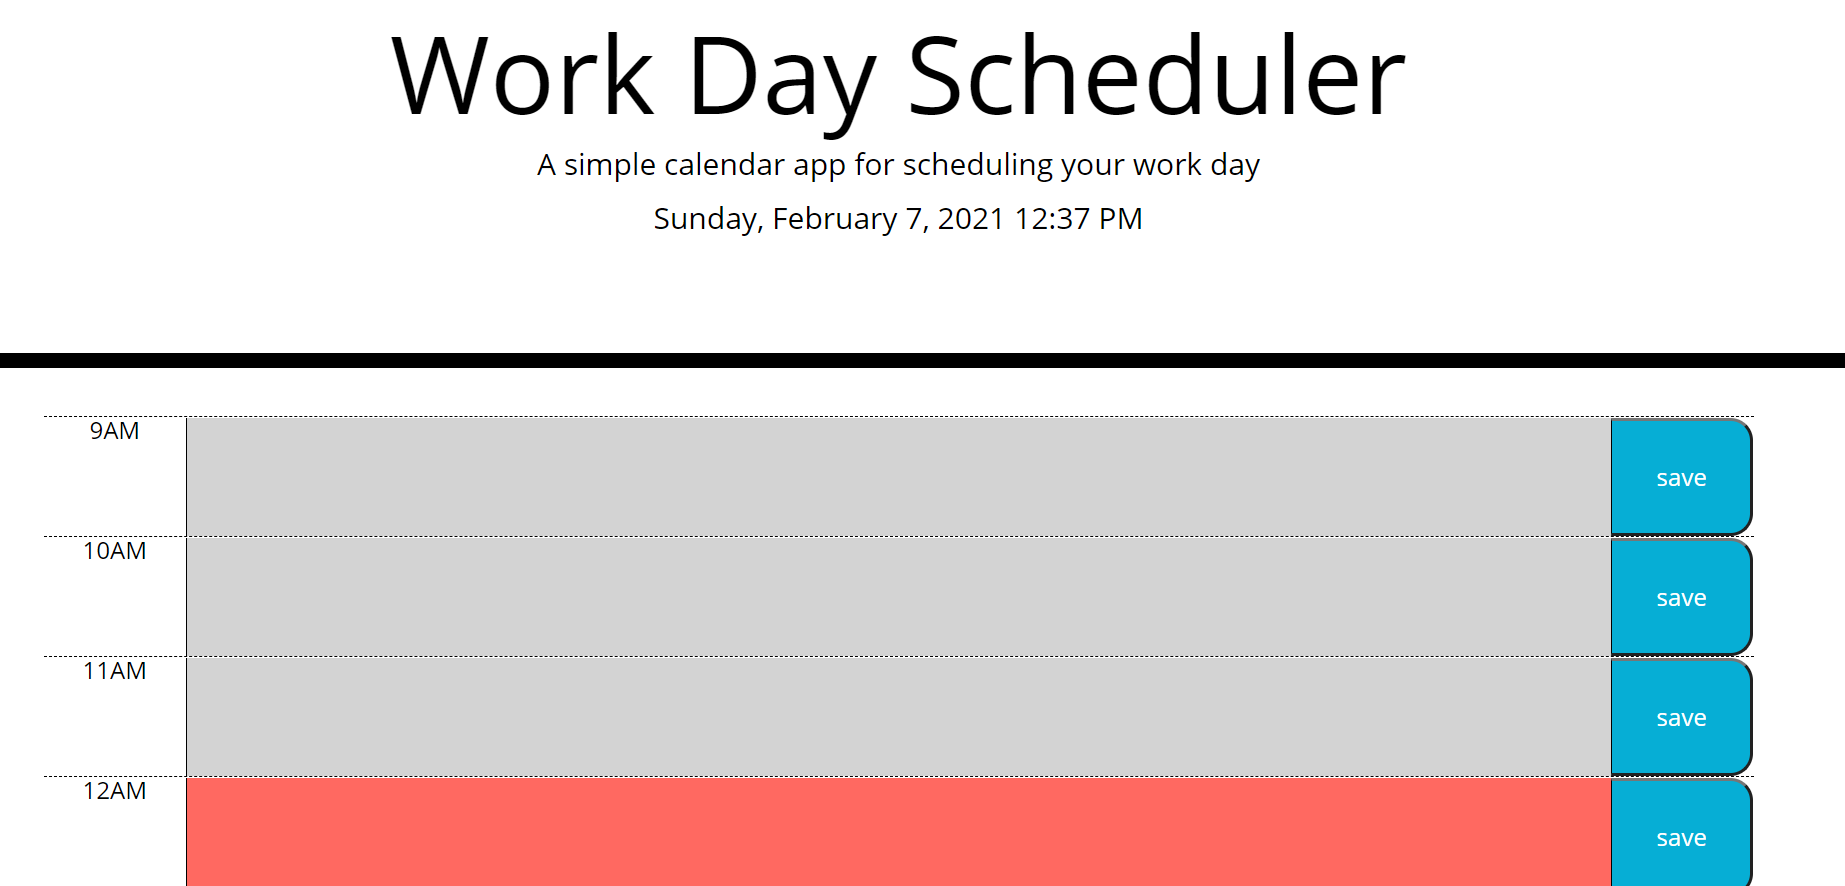 Work Day Scheduler
A simple calendar app for scheduling your work day
Sunday, February 7, 2021 12:37 PM
9AM
save
10AM
save
11AM
save
12AM
save